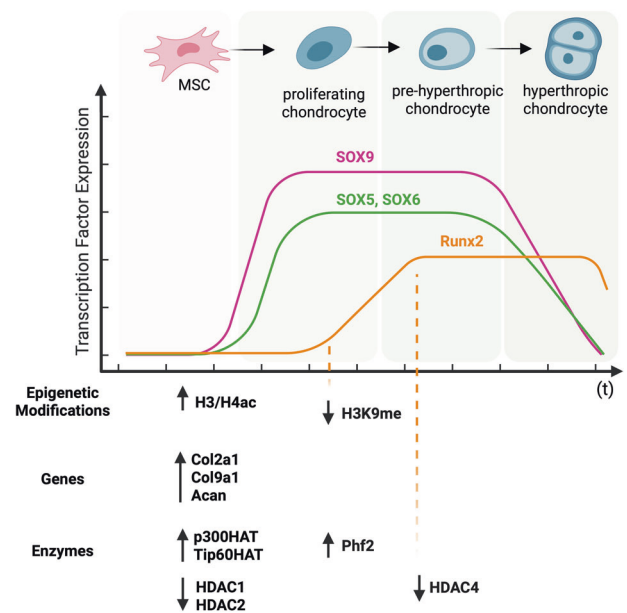 MSC
proliferating
chondrocyte
pre-hyperthropic
chondrocyte
hyperthropic
chondrocyte
Transcription Factor Expression
SOX9
SOX5, SOX6
Runx2
(t)
Epigenetic
Modifications
H3/H4ac
H3K9me
Genes
Col2a1
Col9a1
Acan
Enzymes
p300HAT
Tip60HAT
Phf2
HDAC1
HDAC2
HDAC4